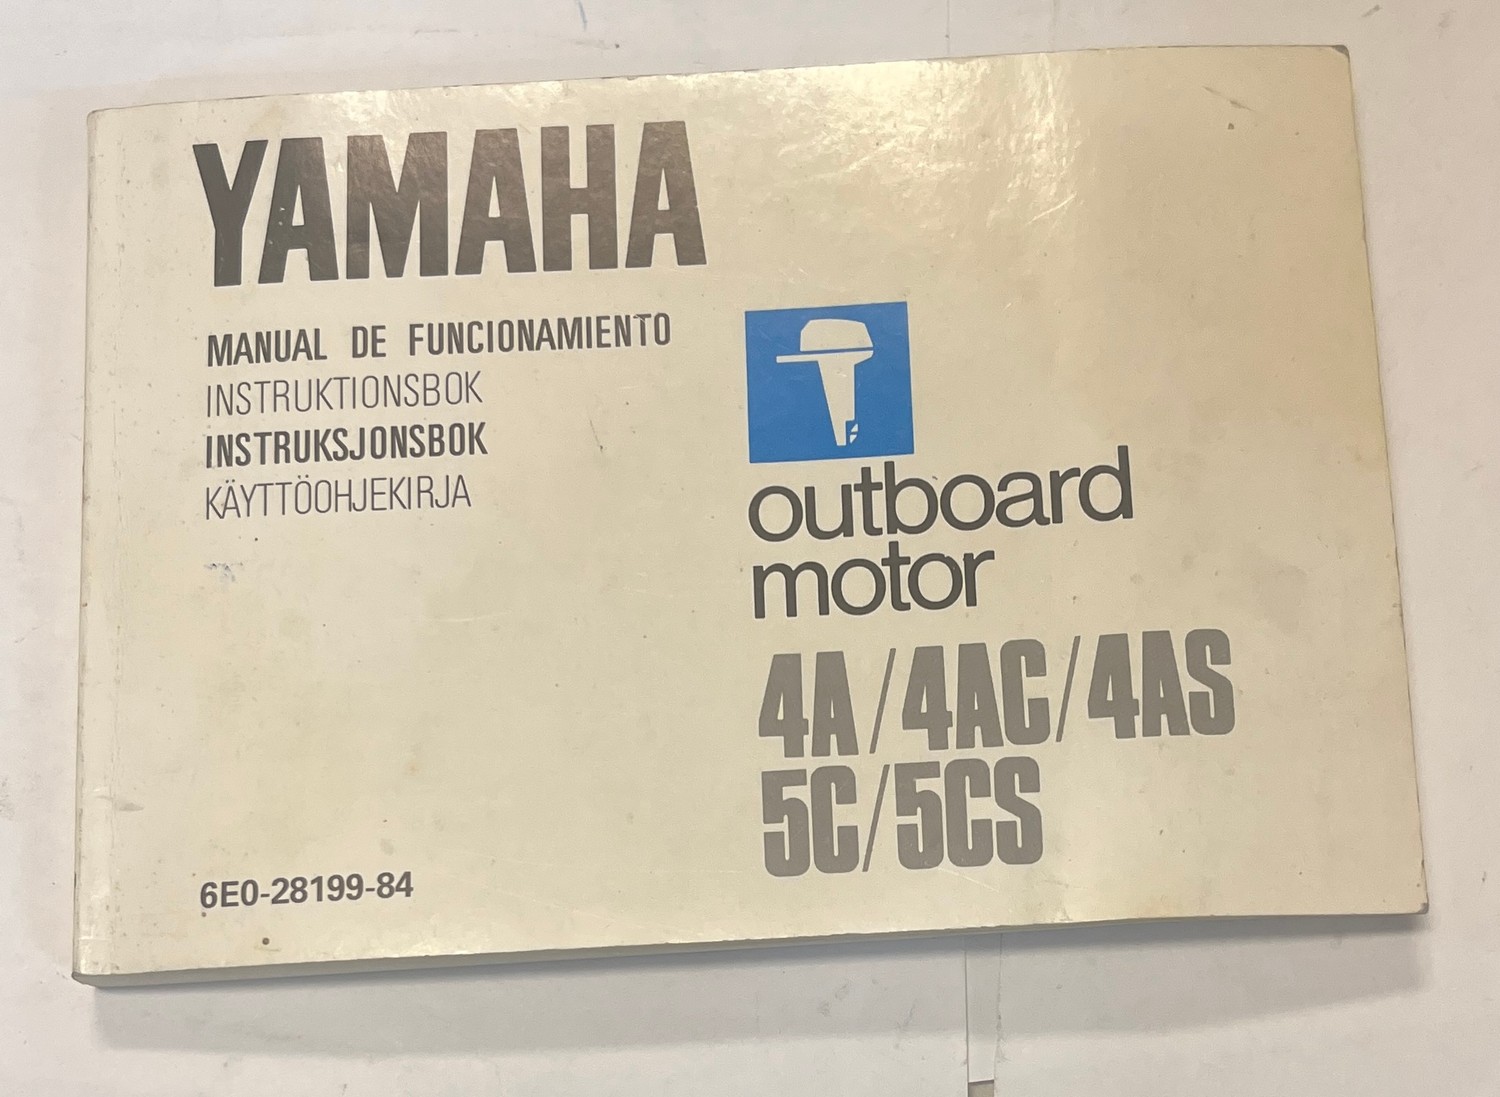 YAMAHA
MANUAL DE FUNCIONAMIENTO
INSTRUKTIONSBOK
INSTRUKSJONSBOK
KÄYTTÖOHJEKIRJA
outboard
motor
4A/4AC/4AS
5C/5CS
6E0-28199-84